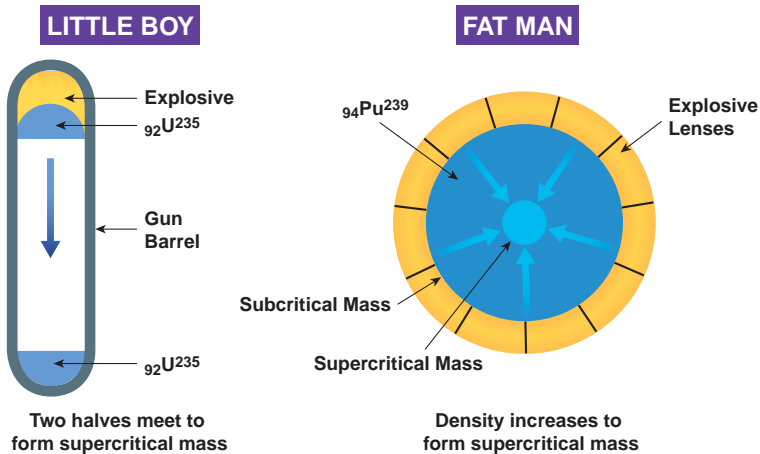 LITTLE BOY
Explosive
₉₂U²³⁵
Gun
Barrel
₉₂U²³⁵
Two halves meet to
form supercritical mass
FAT MAN
₉₄Pu²³⁹
Explosive
Lenses
Subcritical Mass
Supercritical Mass
Density increases to
form supercritical mass